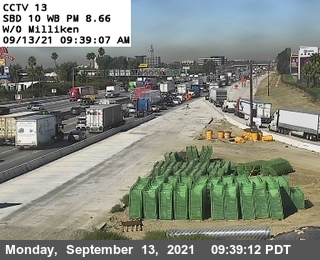 CCTV 13
SBD 10 WB PM 8.66
W/O Milliken
09/13/21 09:39:07 AM
Monday, September 13, 2021 09:39:12 PDT